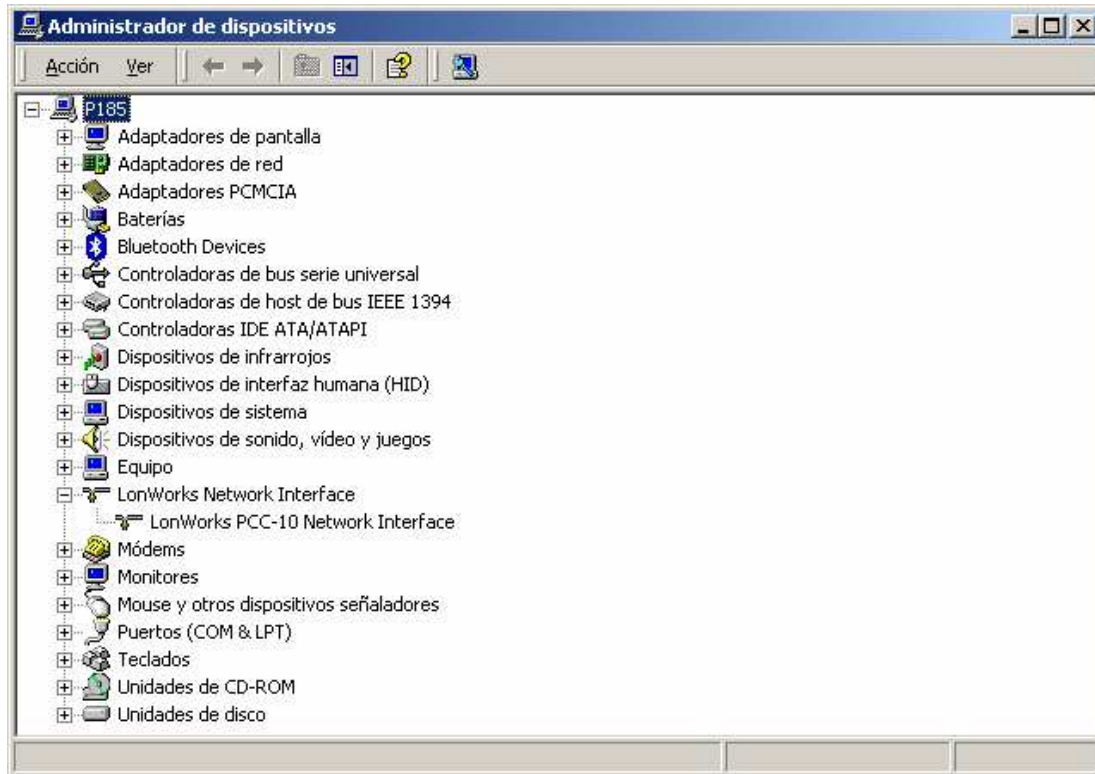 Administrador de dispositivos
Acción Ver
P185
Adaptadores de pantalla
Adaptadores de red
Adaptadores PCMCIA
Baterías
Bluetooth Devices
Controladoras de bus serie universal
Controladoras de host de bus IEEE 1394
Controladoras IDE ATA/ATAPI
Dispositivos de infrarrojos
Dispositivos de interfaz humana (HID)
Dispositivos de sistema
Dispositivos de sonido, vídeo y juegos
Equipo
LonWorks Network Interface
LonWorks PCC-10 Network Interface
Módems
Monitores
Mouse y otros dispositivos señaladores
Puertos (COM & LPT)
Teclados
Unidades de CD-ROM
Unidades de disco